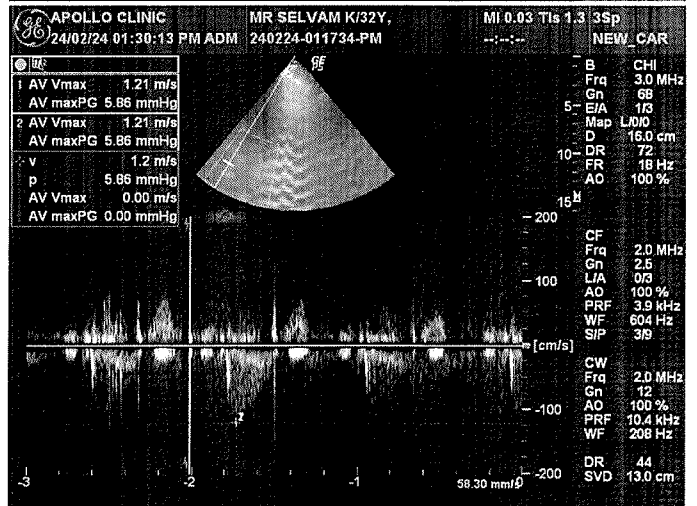 GE APOLLO CLINIC MR SELVAM K/32Y, MI 0.03 TIs 1.3 3Sp
24/02/24 01:30:13 PM ADM 240224-011734-PM --:--:-- NEW_CAR
1 AV Vmax 1.21 m/s
AV maxPG 5.86 mmHg
2 AV Vmax 1.21 m/s
AV maxPG 5.86 mmHg
v 1.2 m/s
p 5.86 mmHg
AV Vmax 0.00 m/s
AV maxPG 0.00 mmHg
5
10
15
B CHI
Frq 3.0 MHz
Gn 68
E/A 1/3
Map L/0/0
D 16.0 cm
DR 72
FR 18 Hz
AO 100 %
CF
Frq 2.0 MHz
Gn 2.5
L/A 0/3
AO 100 %
PRF 3.9 kHz
WF 604 Hz
S/P 3/9
CW
Frq 2.0 MHz
Gn 12
AO 100 %
PRF 10.4 kHz
WF 208 Hz
DR 44
SVD 13.0 cm
200
100
[cm/s]
-100
-200
2
-3 -2 -1 0
58.30 mm/s